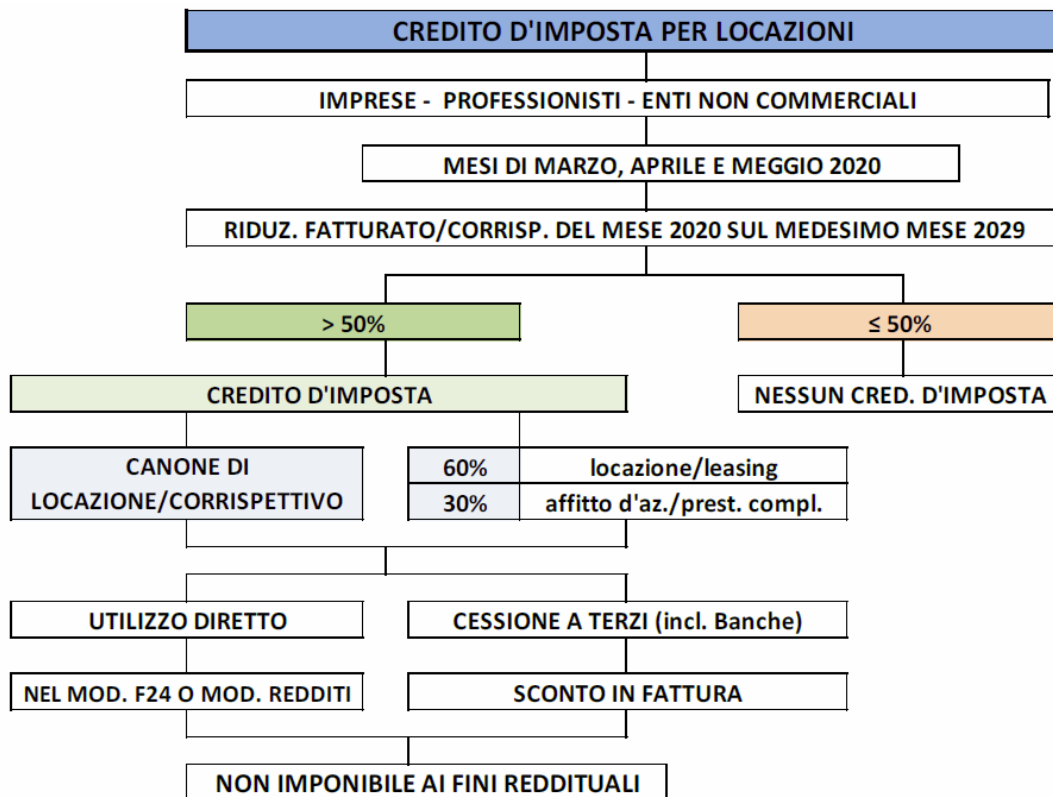 CREDITO D'IMPOSTA PER LOCAZIONI
IMPRESE - PROFESSIONISTI - ENTI NON COMMERCIALI
MESI DI MARZO, APRILE E MEGGIO 2020
RIDUZ. FATTURATO/CORRISP. DEL MESE 2020 SUL MEDESIMO MESE 2029
> 50%
≤ 50%
CREDITO D'IMPOSTA
NESSUN CRED. D'IMPOSTA
CANONE DI
LOCAZIONE/CORRISPETTIVO
60% locazione/leasing
30% affitto d'az./prest. compl.
UTILIZZO DIRETTO
CESSIONE A TERZI (incl. Banche)
NEL MOD. F24 O MOD. REDDITI
SCONTO IN FATTURA
NON IMPONIBILE AI FINI REDDITUALI